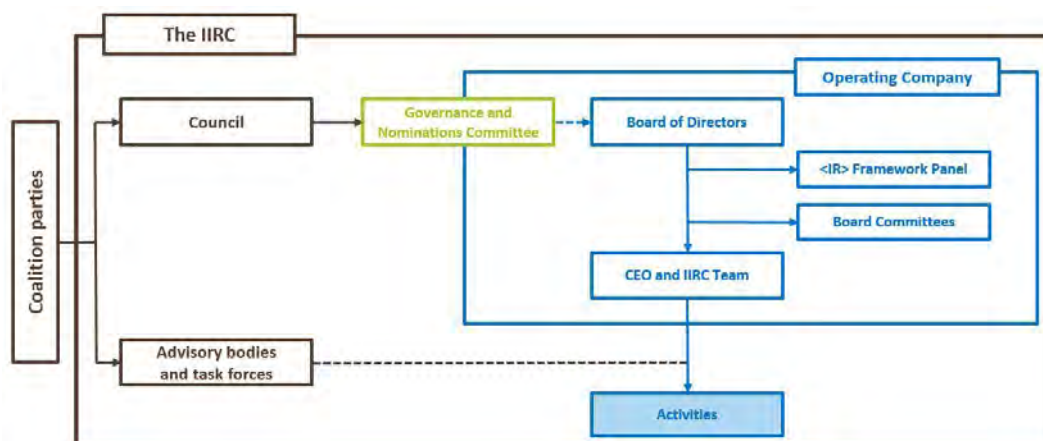 The IIRC
Operating Company
Council
Governance and
Nominations Committee
Board of Directors
<IR> Framework Panel
Board Committees
Coalition parties
CEO and IIRC Team
Advisory bodies
and task forces
Activities